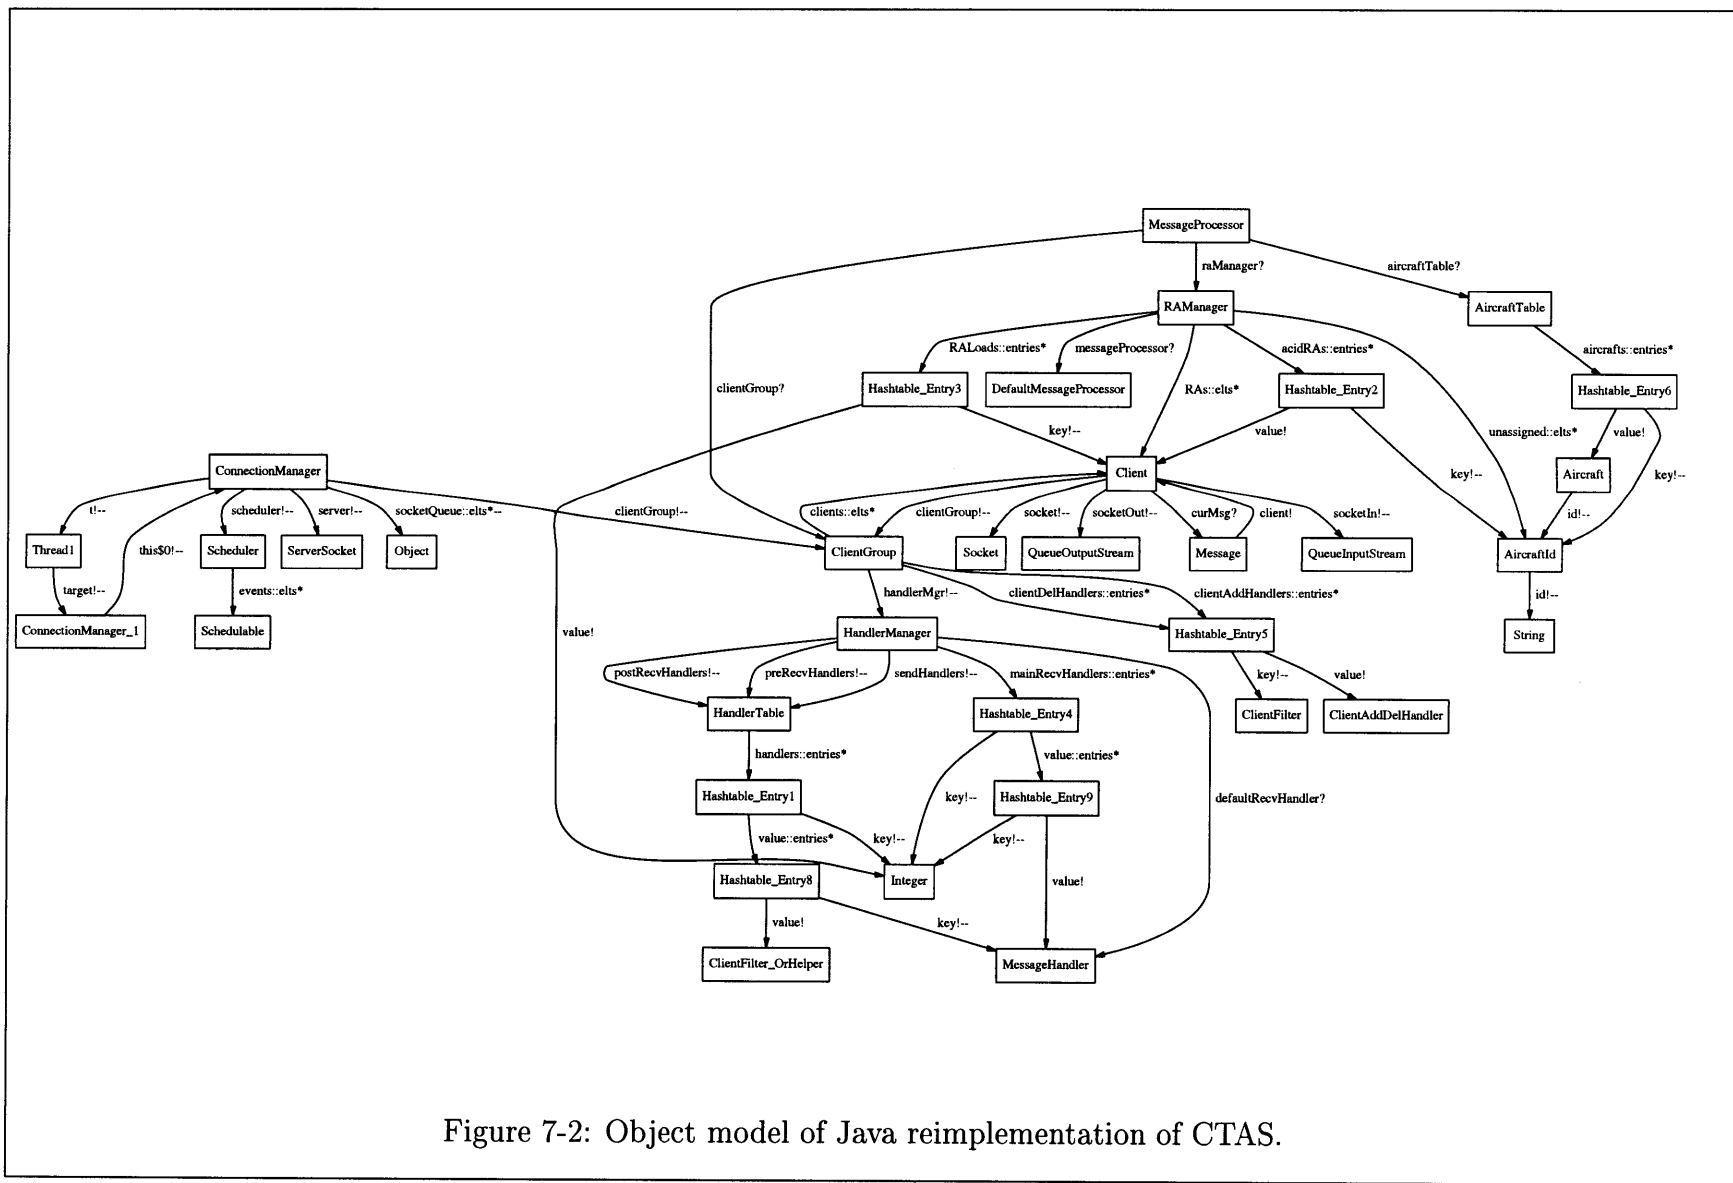 MessageProcessor
raManager?
aircraftTable?
RAManager
AircraftTable
RALoads::entries*
messageProcessor?
acidRAs::entries*
aircrafts::entries*
clientGroup?
Hashtable_Entry3
DefaultMessageProcessor
RAs::elts*
Hashtable_Entry2
Hashtable_Entry6
key!--
value!
unassigned::elts*
value!
ConnectionManager
Client
key!--
Aircraft
key!--
t!--
scheduler!--
server!--
socketQueue::elts*--
clientGroup!--
clients::elts*
clientGroup!--
socket!--
socketOut!--
curMsg?
client!
socketIn!--
id!--
this$0!--
Thread1
Scheduler
ServerSocket
Object
ClientGroup
Socket
QueueOutputStream
Message
QueueInputStream
AircraftId
target!--
events::elts*
handlerMgr!--
clientDelHandlers::entries*
clientAddHandlers::entries*
id!--
ConnectionManager_1
Schedulable
value!
HandlerManager
Hashtable_Entry5
String
postRecvHandlers!--
preRecvHandlers!--
sendHandlers!--
mainRecvHandlers::entries*
key!--
value!
HandlerTable
Hashtable_Entry4
ClientFilter
ClientAddDelHandler
handlers::entries*
value::entries*
Hashtable_Entry1
key!--
Hashtable_Entry9
defaultRecvHandler?
value::entries*
key!--
key!--
Hashtable_Entry8
Integer
value!
value!
key!--
ClientFilter_OrHelper
MessageHandler
Figure 7-2: Object model of Java reimplementation of CTAS.